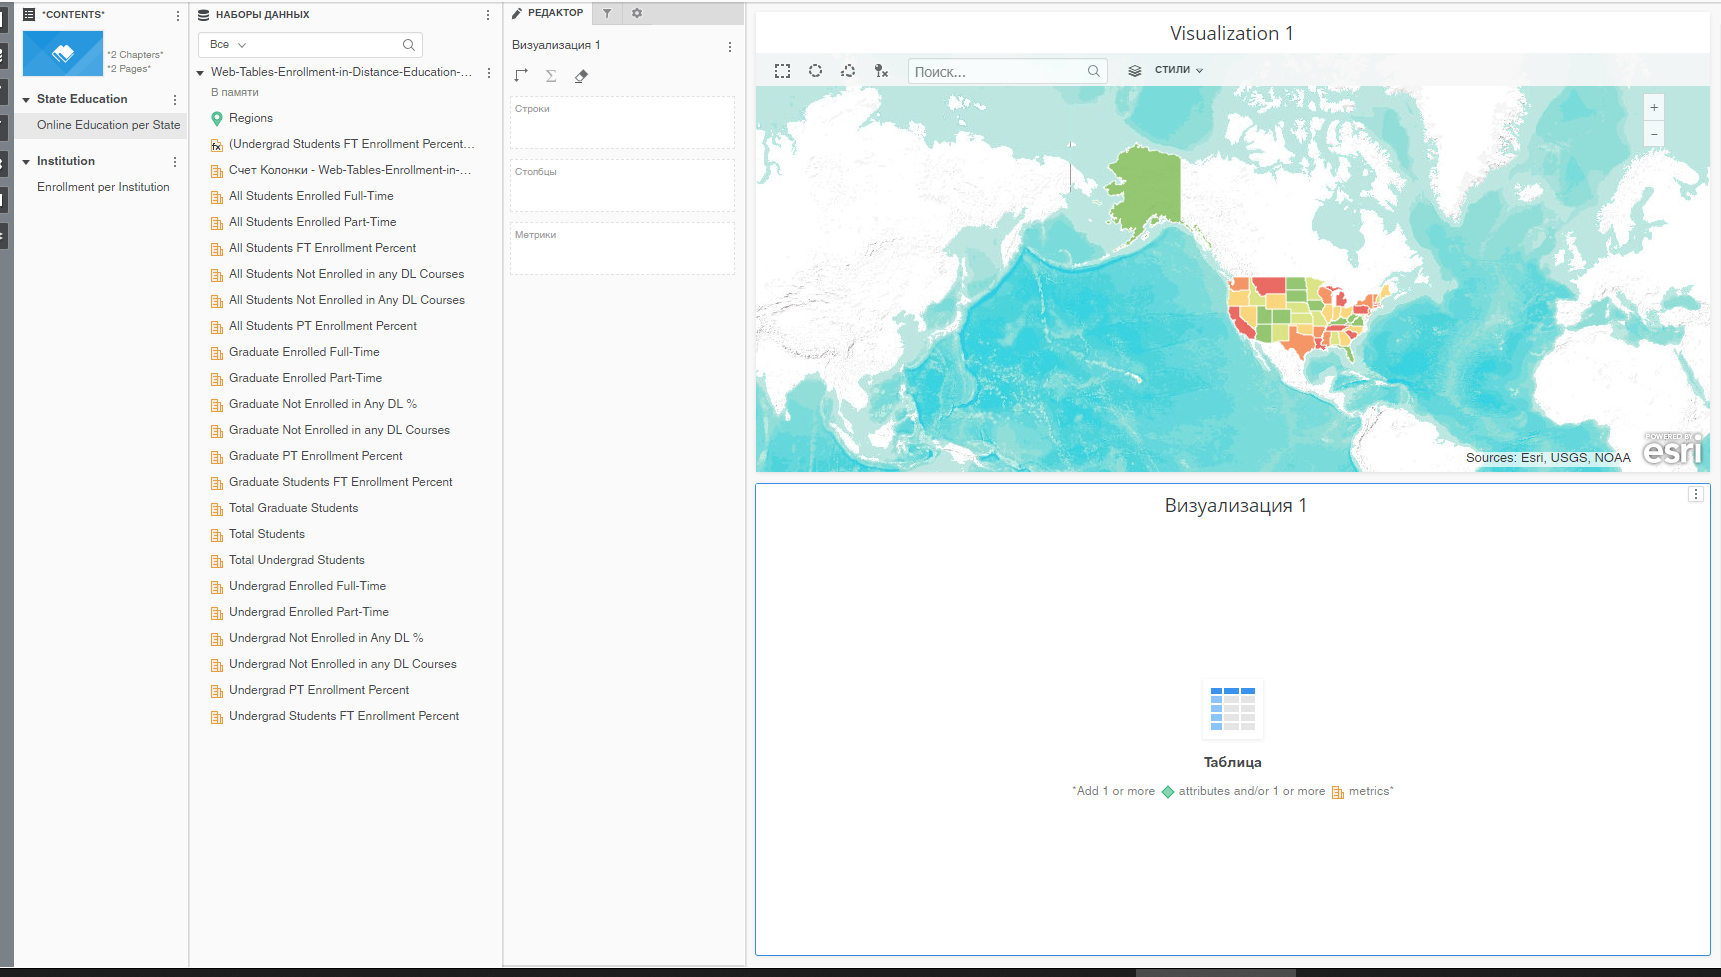 *CONTENTS*
*2 Chapters*
*2 Pages*
State Education
Online Education per State
Institution
Enrollment per Institution
НАБОРЫ ДАННЫХ
Все
Web-Tables-Enrollment-in-Distance-Education-...
В памяти
Regions
(Undergrad Students FT Enrollment Percent...
Счет Колонки - Web-Tables-Enrollment-in-...
All Students Enrolled Full-Time
All Students Enrolled Part-Time
All Students FT Enrollment Percent
All Students Not Enrolled in any DL Courses
All Students Not Enrolled in Any DL Courses
All Students PT Enrollment Percent
Graduate Enrolled Full-Time
Graduate Enrolled Part-Time
Graduate Not Enrolled in Any DL %
Graduate Not Enrolled in any DL Courses
Graduate PT Enrollment Percent
Graduate Students FT Enrollment Percent
Total Graduate Students
Total Students
Total Undergrad Students
Undergrad Enrolled Full-Time
Undergrad Enrolled Part-Time
Undergrad Not Enrolled in Any DL %
Undergrad Not Enrolled in any DL Courses
Undergrad PT Enrollment Percent
Undergrad Students FT Enrollment Percent
РЕДАКТОР
Визуализация 1
Строки
Столбцы
Метрики
Visualization 1
Поиск...
СТИЛИ
+
−
Sources: Esri, USGS, NOAA
POWERED BY
esri
Визуализация 1
Таблица
*Add 1 or more attributes and/or 1 or more metrics*